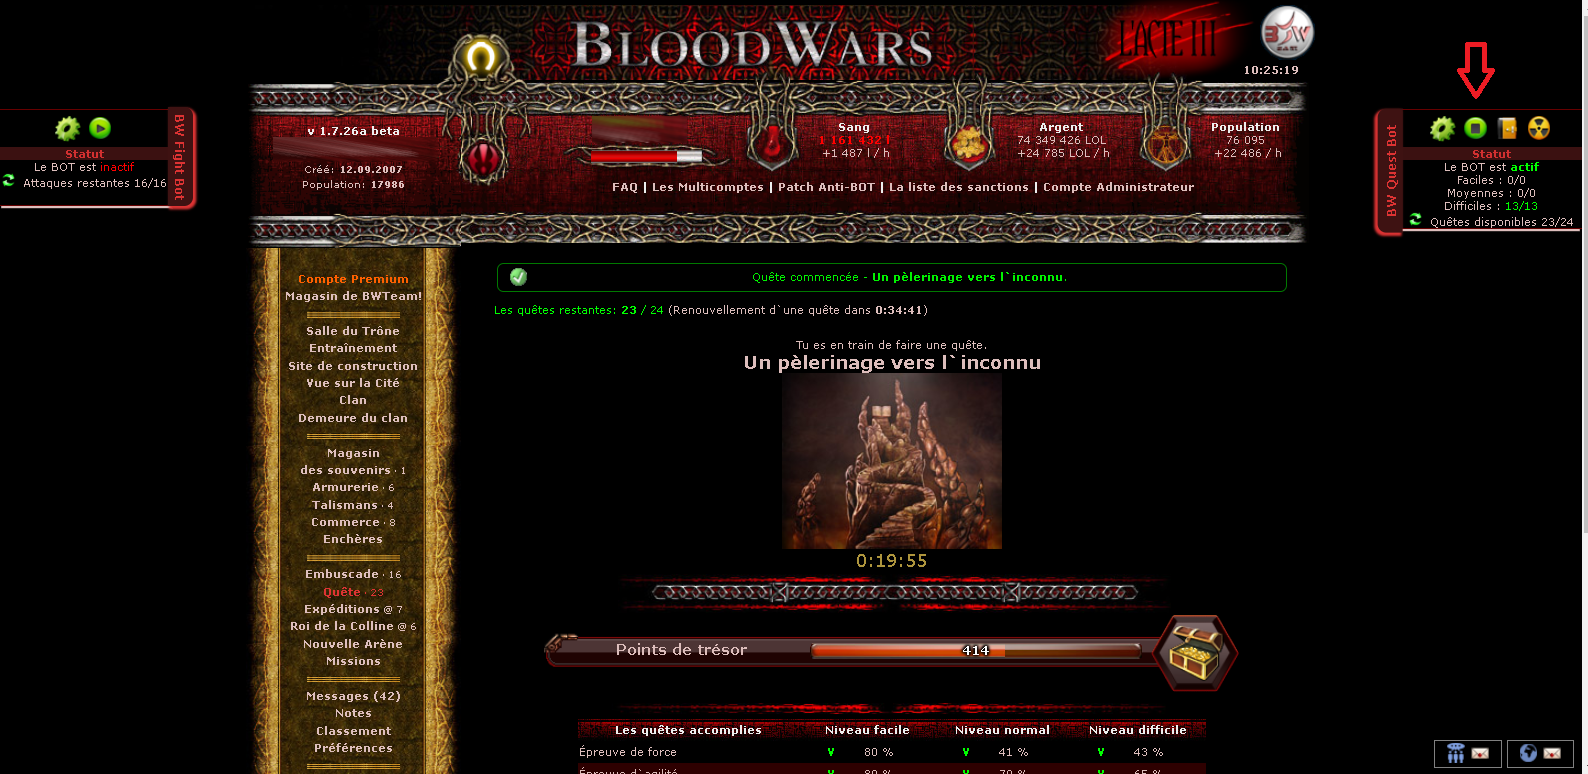 BLOODWARS
L'ACTE III
10:25:19
v 1.7.26a beta
Créé: 12.09.2007
Population: 17986
Sang
1 161 432 l
+1 487 l / h
Argent
74 349 426 LOL
+24 785 LOL / h
Population
76 095
+22 486 / h
FAQ | Les Multicomptes | Patch Anti-BOT | La liste des sanctions | Compte Administrateur
BW Fight Bot
Statut
Le BOT est inactif
Attaques restantes 16/16
BW Quest Bot
Statut
Le BOT est actif
Faciles : 0/0
Moyennes : 0/0
Difficiles : 13/13
Quêtes disponibles 23/24
Compte Premium
Magasin de BWTeam!
Salle du Trône
Entraînement
Site de construction
Vue sur la Cité
Clan
Demeure du clan
Magasin
des souvenirs · 1
Armurerie · 6
Talismans · 4
Commerce · 8
Enchères
Embuscade · 16
Quête · 23
Expéditions @ 7
Roi de la Colline @ 6
Nouvelle Arène
Missions
Messages (42)
Notes
Classement
Préférences
Quête commencée - Un pèlerinage vers l`inconnu.
Les quêtes restantes: 23 / 24 (Renouvellement d`une quête dans 0:34:41)
Tu es en train de faire une quête.
Un pèlerinage vers l`inconnu
0:19:55
Points de trésor
414
Les quêtes accomplies Niveau facile Niveau normal Niveau difficile
Épreuve de force V 80 % V 41 % V 43 %
Épreuve d`agilité